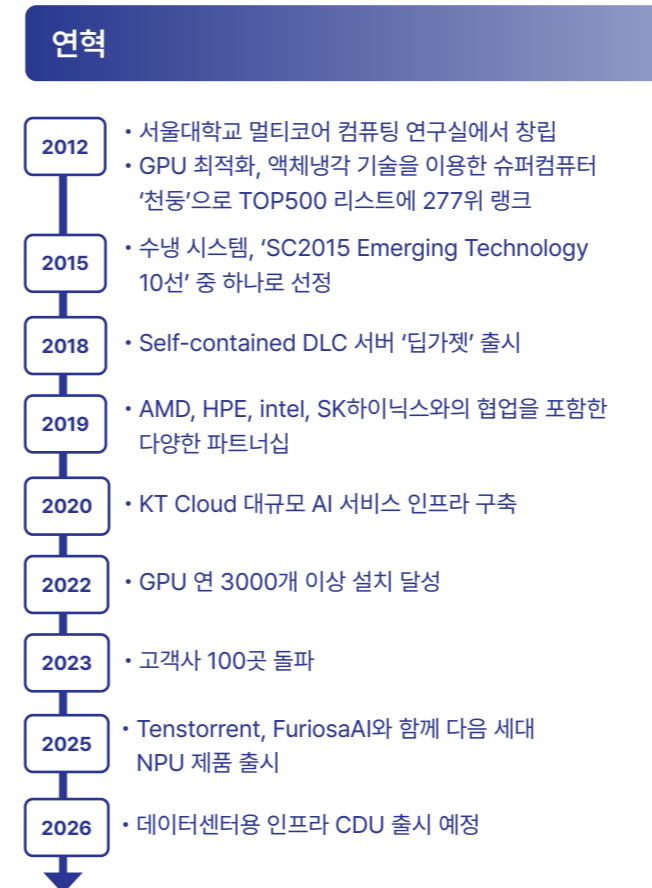 연혁
2012
• 서울대학교 멀티코어 컴퓨팅 연구실에서 창립
• GPU 최적화, 액체냉각 기술을 이용한 슈퍼컴퓨터
‘천둥’으로 TOP500 리스트에 277위 랭크
2015
• 수냉 시스템, ‘SC2015 Emerging Technology
10선’ 중 하나로 선정
2018
• Self-contained DLC 서버 ‘딥가젯’ 출시
2019
• AMD, HPE, intel, SK하이닉스와의 협업을 포함한
다양한 파트너십
2020
• KT Cloud 대규모 AI 서비스 인프라 구축
2022
• GPU 연 3000개 이상 설치 달성
2023
• 고객사 100곳 돌파
2025
• Tenstorrent, FuriosaAI와 함께 다음 세대
NPU 제품 출시
2026
• 데이터센터용 인프라 CDU 출시 예정